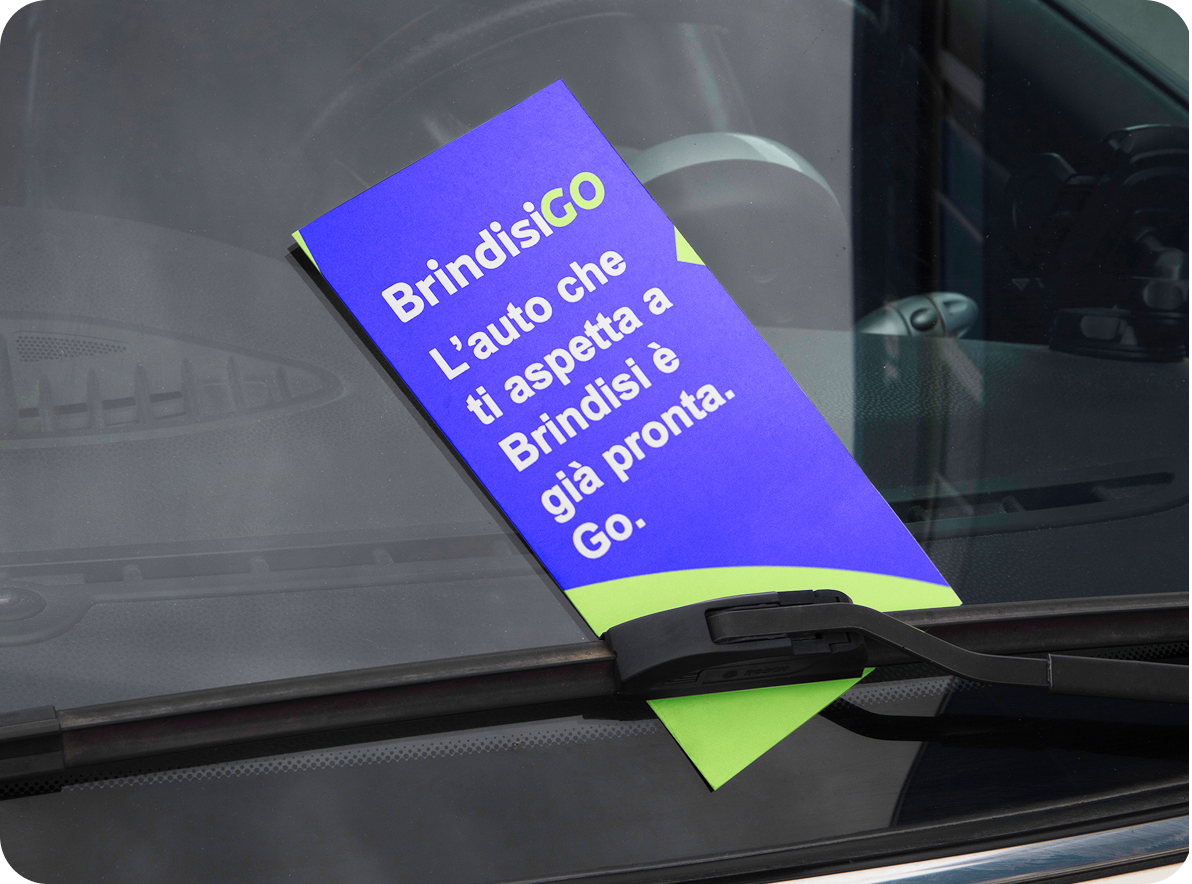 BrindisiGO
L’auto che
ti aspetta a
Brindisi è
già pronta.
Go.